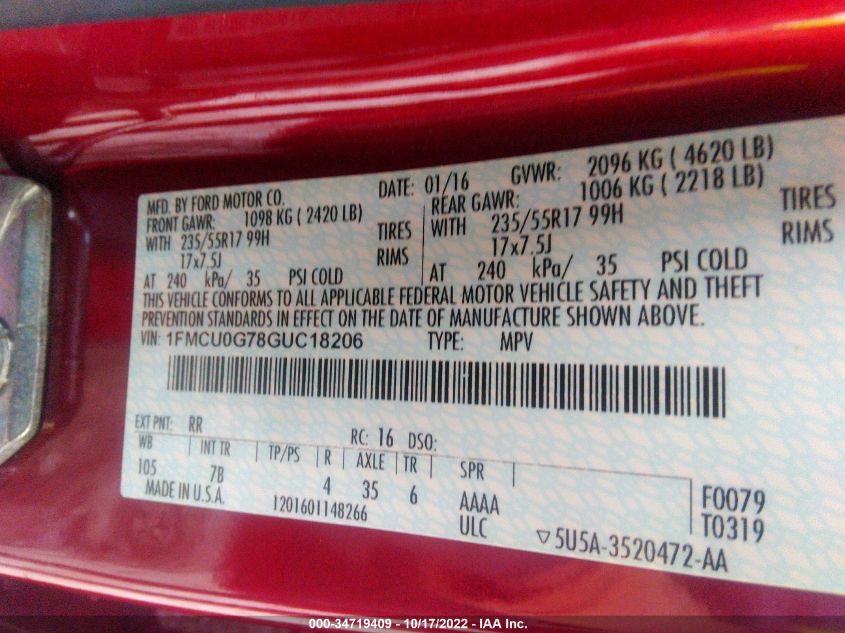 MFD. BY FORD MOTOR CO. DATE: 01/16 GVWR: 2096 KG ( 4620 LB)
FRONT GAWR: 1098 KG ( 2420 LB) REAR GAWR: 1006 KG ( 2218 LB)
WITH 235/55R17 99H TIRES WITH 235/55R17 99H TIRES
17x7.5J RIMS 17x7.5J RIMS
AT 240 kPa/ 35 PSI COLD AT 240 kPa/ 35 PSI COLD
THIS VEHICLE CONFORMS TO ALL APPLICABLE FEDERAL MOTOR VEHICLE SAFETY AND THEFT
PREVENTION STANDARDS IN EFFECT ON THE DATE OF MANUFACTURE SHOWN ABOVE.
VIN: 1FMCU0G78GUC18206 TYPE: MPV
EXT PNT: RR RC: 16 DSO:
WB INT TR TP/PS R AXLE TR SPR
105 7B 4 35 6 AAAA F0079
MADE IN U.S.A. 1201601148266 ULC T0319
▽5U5A-3520472-AA
000-34719409 - 10/17/2022 - IAA Inc.